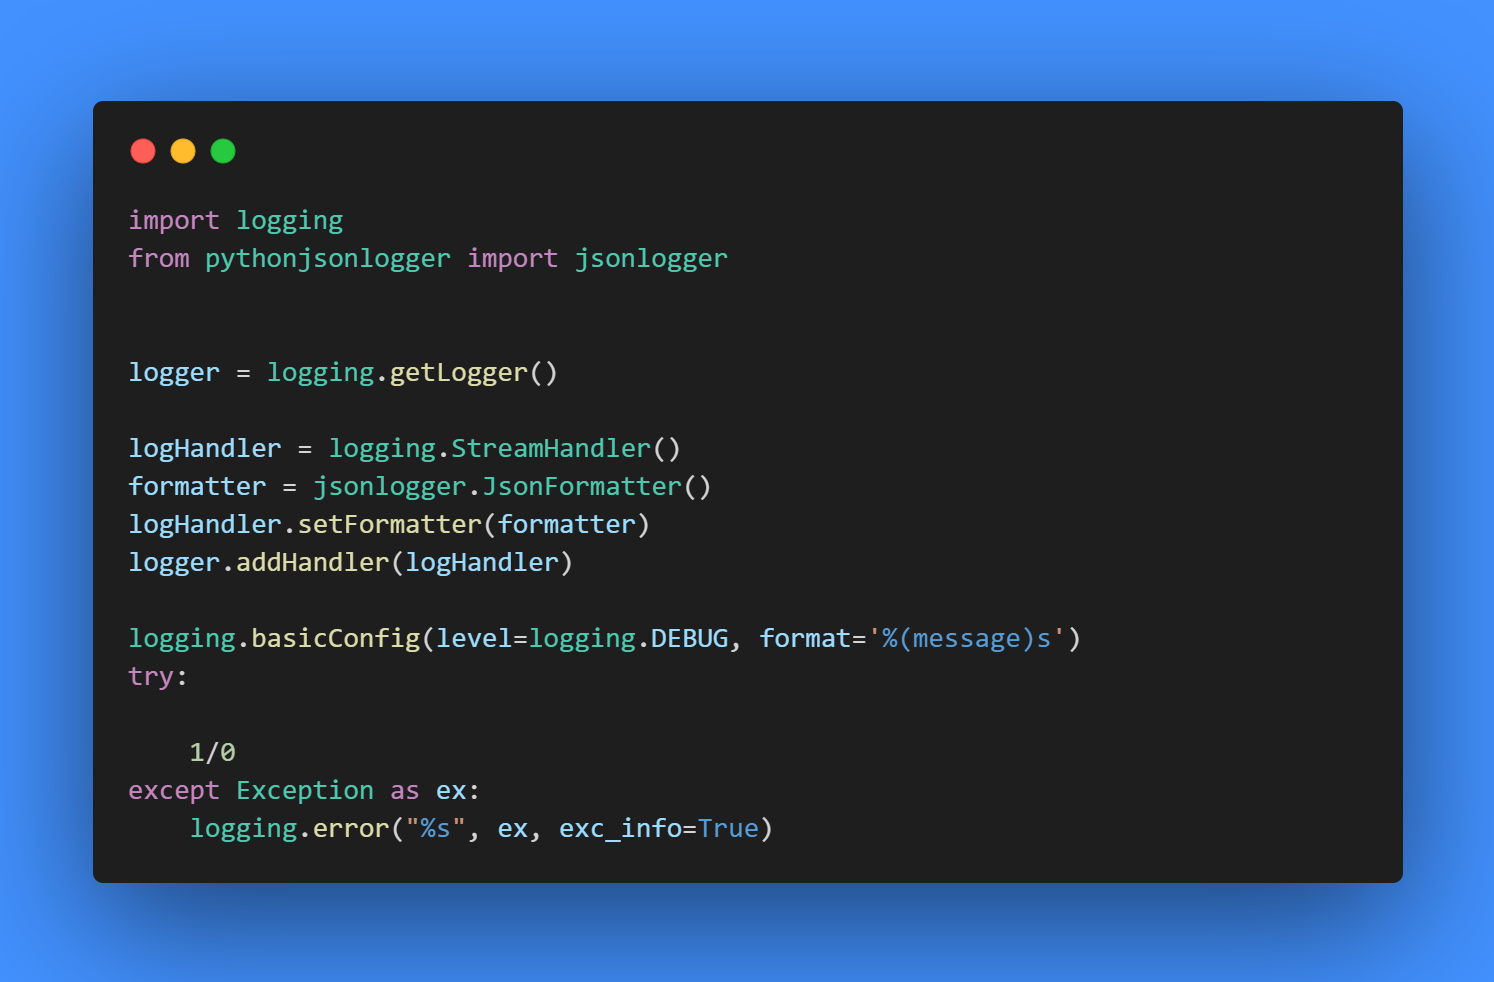 import logging
from pythonjsonlogger import jsonlogger
logger = logging.getLogger()
logHandler = logging.StreamHandler()
formatter = jsonlogger.JsonFormatter()
logHandler.setFormatter(formatter)
logger.addHandler(logHandler)
logging.basicConfig(level=logging.DEBUG, format='%(message)s')
try:
    1/0
except Exception as ex:
    logging.error("%s", ex, exc_info=True)